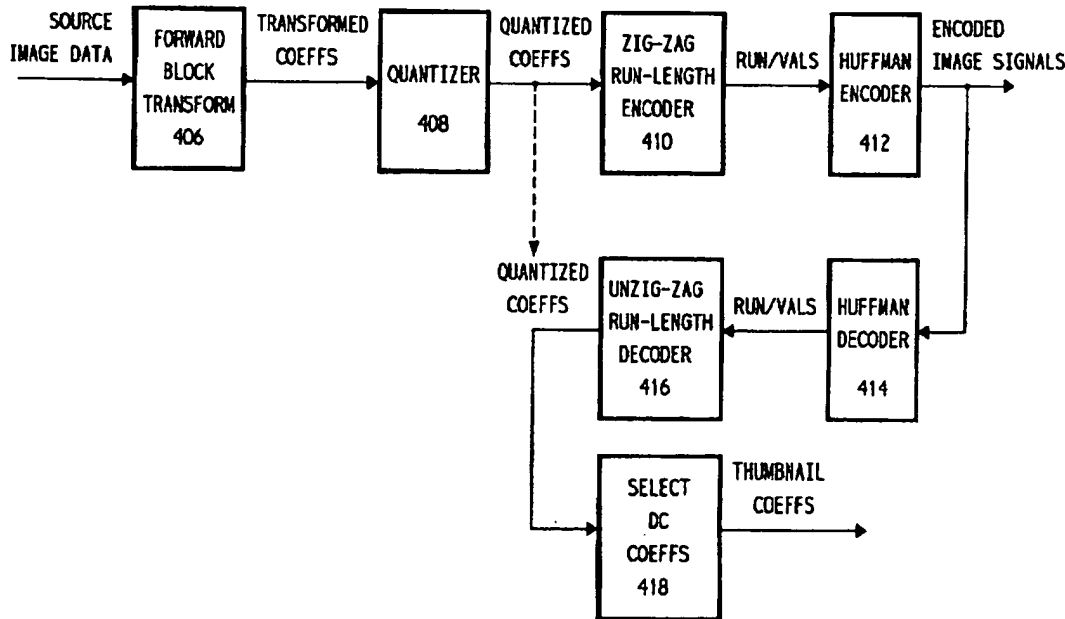 SOURCE
IMAGE DATA
FORWARD
BLOCK
TRANSFORM
406
TRANSFORMED
COEFFS
QUANTIZER
408
QUANTIZED
COEFFS
ZIG-ZAG
RUN-LENGTH
ENCODER
410
RUN/VALS
HUFFMAN
ENCODER
412
ENCODED
IMAGE SIGNALS
QUANTIZED
COEFFS
UNZIG-ZAG
RUN-LENGTH
DECODER
416
RUN/VALS
HUFFMAN
DECODER
414
SELECT
DC
COEFFS
418
THUMBNAIL
COEFFS